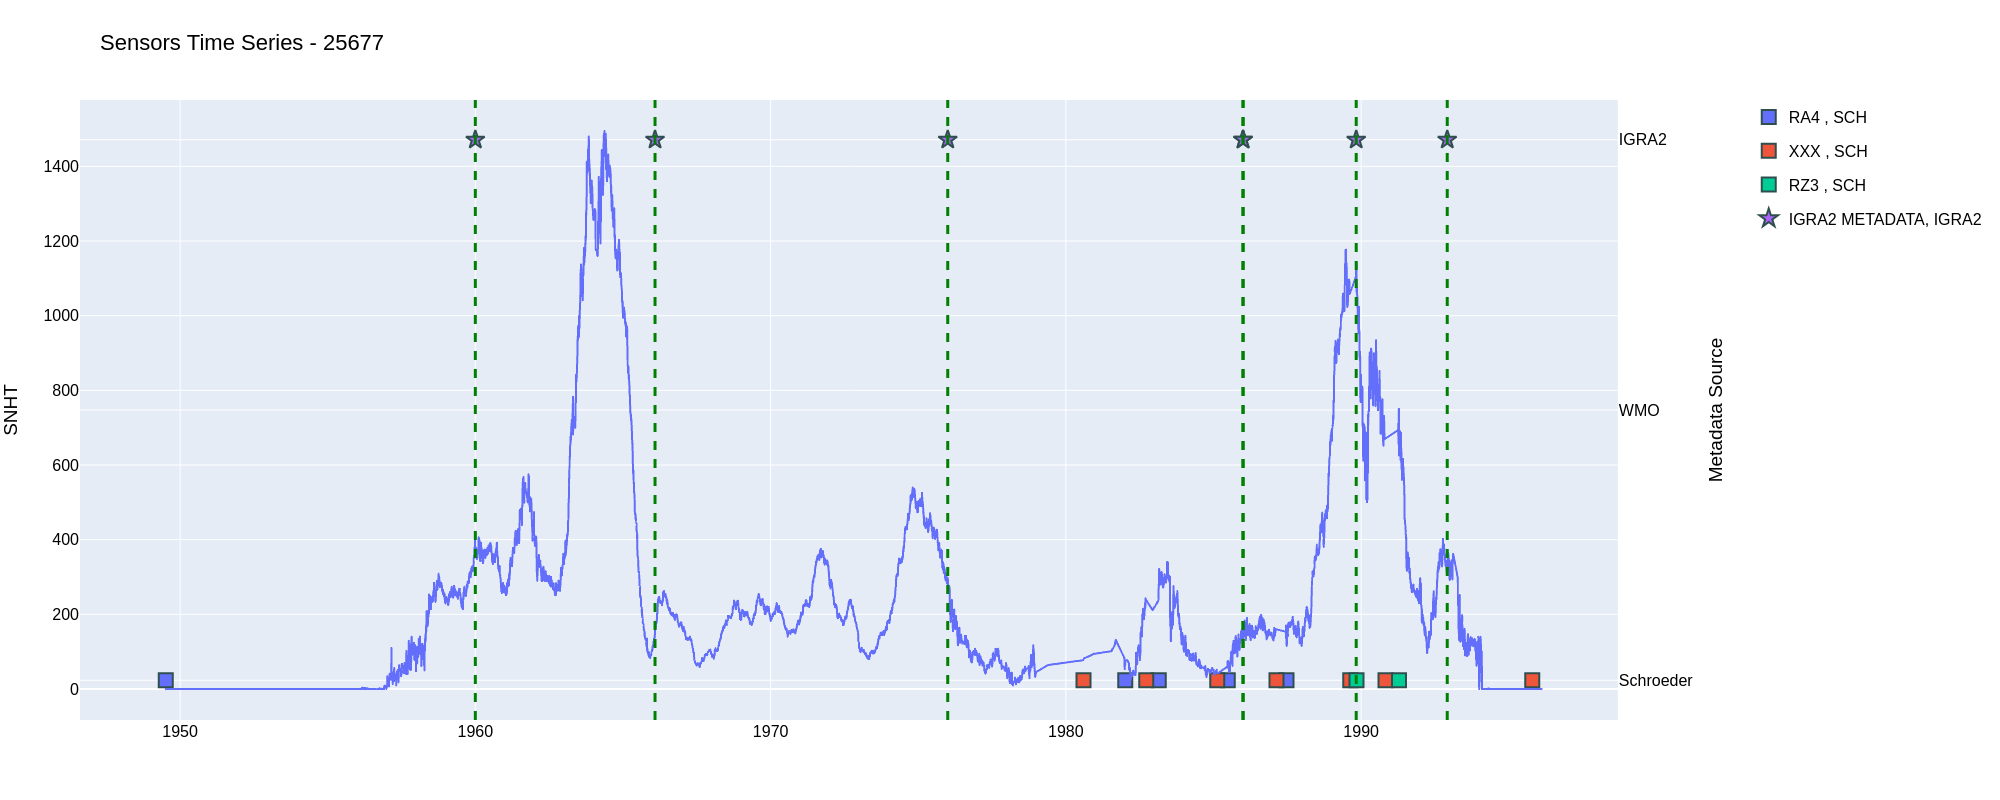 Sensors Time Series - 25677
RA4 , SCH
XXX , SCH
RZ3 , SCH
IGRA2 METADATA, IGRA2
SNHT
1400
1200
1000
800
600
400
200
0
1950
1960
1970
1980
1990
IGRA2
WMO
Schroeder
Metadata Source